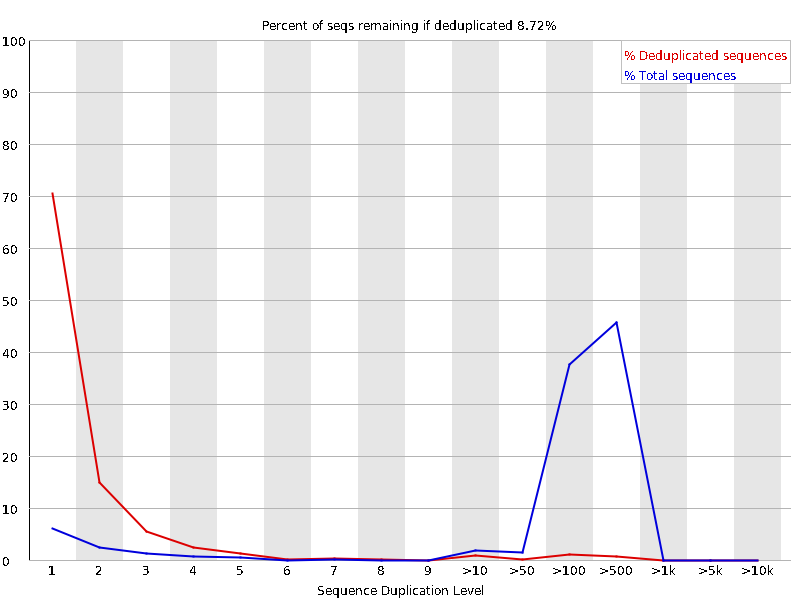 Percent of seqs remaining if deduplicated 8.72%
% Deduplicated sequences
% Total sequences
100
90
80
70
60
50
40
30
20
10
0
1 2 3 4 5 6 7 8 9 >10 >50 >100 >500 >1k >5k >10k
Sequence Duplication Level